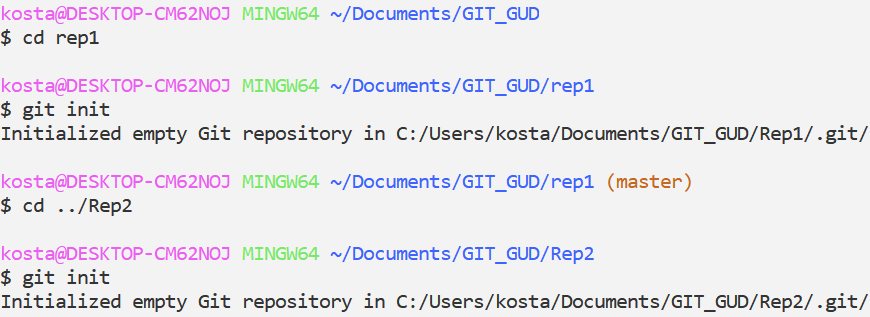 kosta@DESKTOP-CM62NOJ MINGW64 ~/Documents/GIT_GUD
$ cd rep1
kosta@DESKTOP-CM62NOJ MINGW64 ~/Documents/GIT_GUD/rep1
$ git init
Initialized empty Git repository in C:/Users/kosta/Documents/GIT_GUD/Rep1/.git/
kosta@DESKTOP-CM62NOJ MINGW64 ~/Documents/GIT_GUD/rep1 (master)
$ cd ../Rep2
kosta@DESKTOP-CM62NOJ MINGW64 ~/Documents/GIT_GUD/Rep2
$ git init
Initialized empty Git repository in C:/Users/kosta/Documents/GIT_GUD/Rep2/.git/